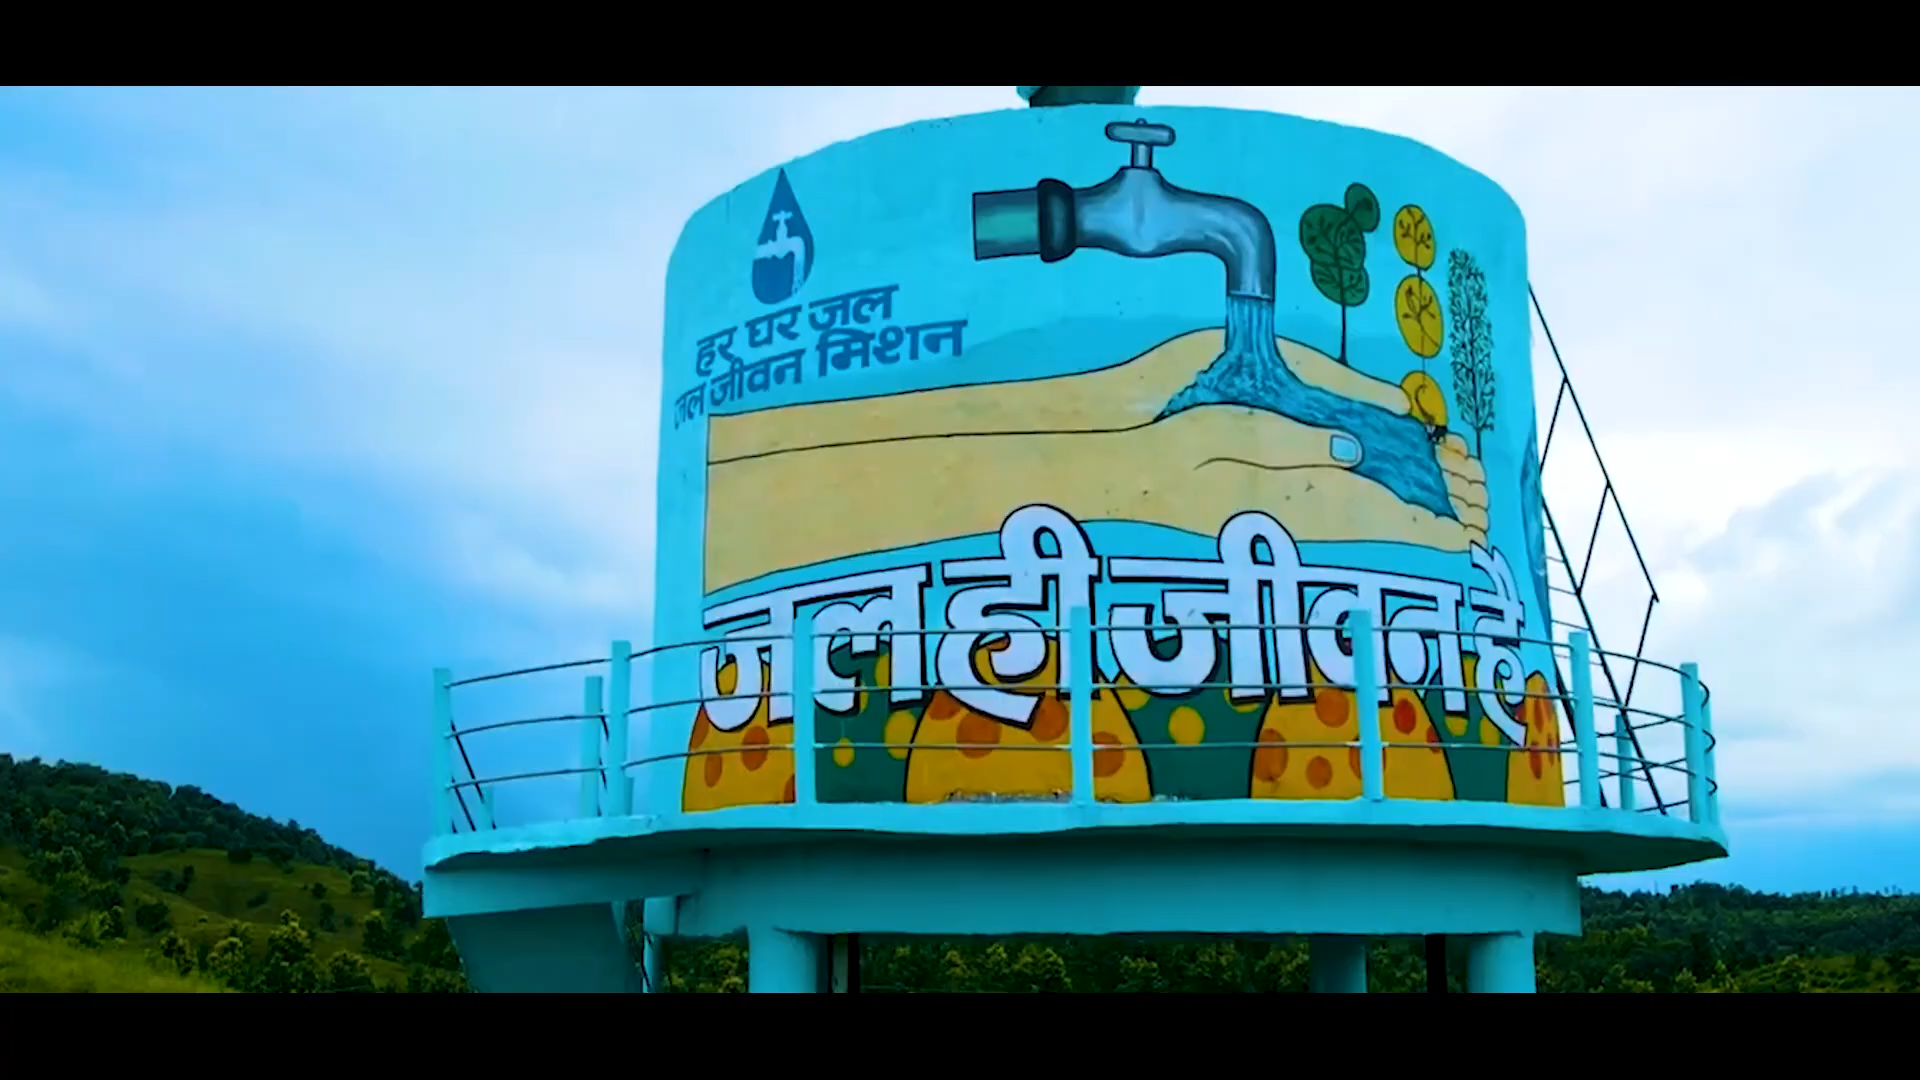 हर घर जल
जल जीवन मिशन
जल ही जीवन है